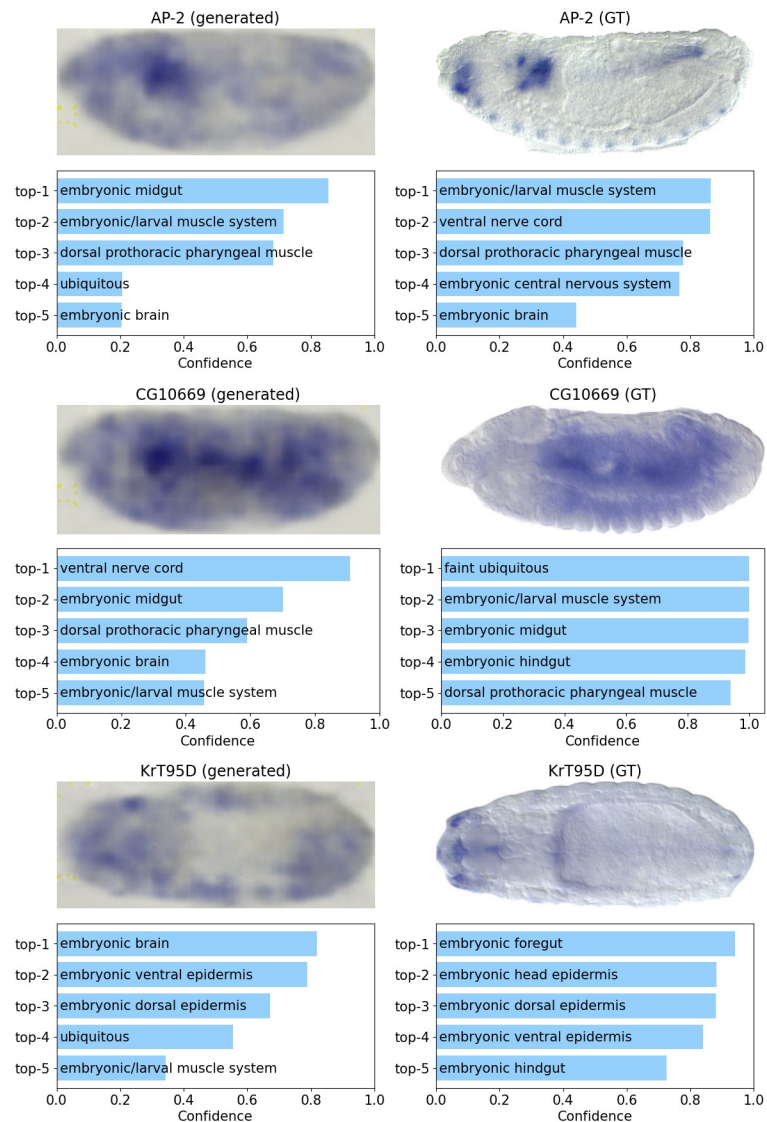 AP-2 (generated)
AP-2 (GT)
top-1 embryonic midgut
top-2 embryonic/larval muscle system
top-3 dorsal prothoracic pharyngeal muscle
top-4 ubiquitous
top-5 embryonic brain
0.0 0.2 0.4 0.6 0.8 1.0
Confidence
top-1 embryonic/larval muscle system
top-2 ventral nerve cord
top-3 dorsal prothoracic pharyngeal muscle
top-4 embryonic central nervous system
top-5 embryonic brain
0.0 0.2 0.4 0.6 0.8 1.0
Confidence
CG10669 (generated)
CG10669 (GT)
top-1 ventral nerve cord
top-2 embryonic midgut
top-3 dorsal prothoracic pharyngeal muscle
top-4 embryonic brain
top-5 embryonic/larval muscle system
0.0 0.2 0.4 0.6 0.8 1.0
Confidence
top-1 faint ubiquitous
top-2 embryonic/larval muscle system
top-3 embryonic midgut
top-4 embryonic hindgut
top-5 dorsal prothoracic pharyngeal muscle
0.0 0.2 0.4 0.6 0.8 1.0
Confidence
KrT95D (generated)
KrT95D (GT)
top-1 embryonic brain
top-2 embryonic ventral epidermis
top-3 embryonic dorsal epidermis
top-4 ubiquitous
top-5 embryonic/larval muscle system
0.0 0.2 0.4 0.6 0.8 1.0
Confidence
top-1 embryonic foregut
top-2 embryonic head epidermis
top-3 embryonic dorsal epidermis
top-4 embryonic ventral epidermis
top-5 embryonic hindgut
0.0 0.2 0.4 0.6 0.8 1.0
Confidence